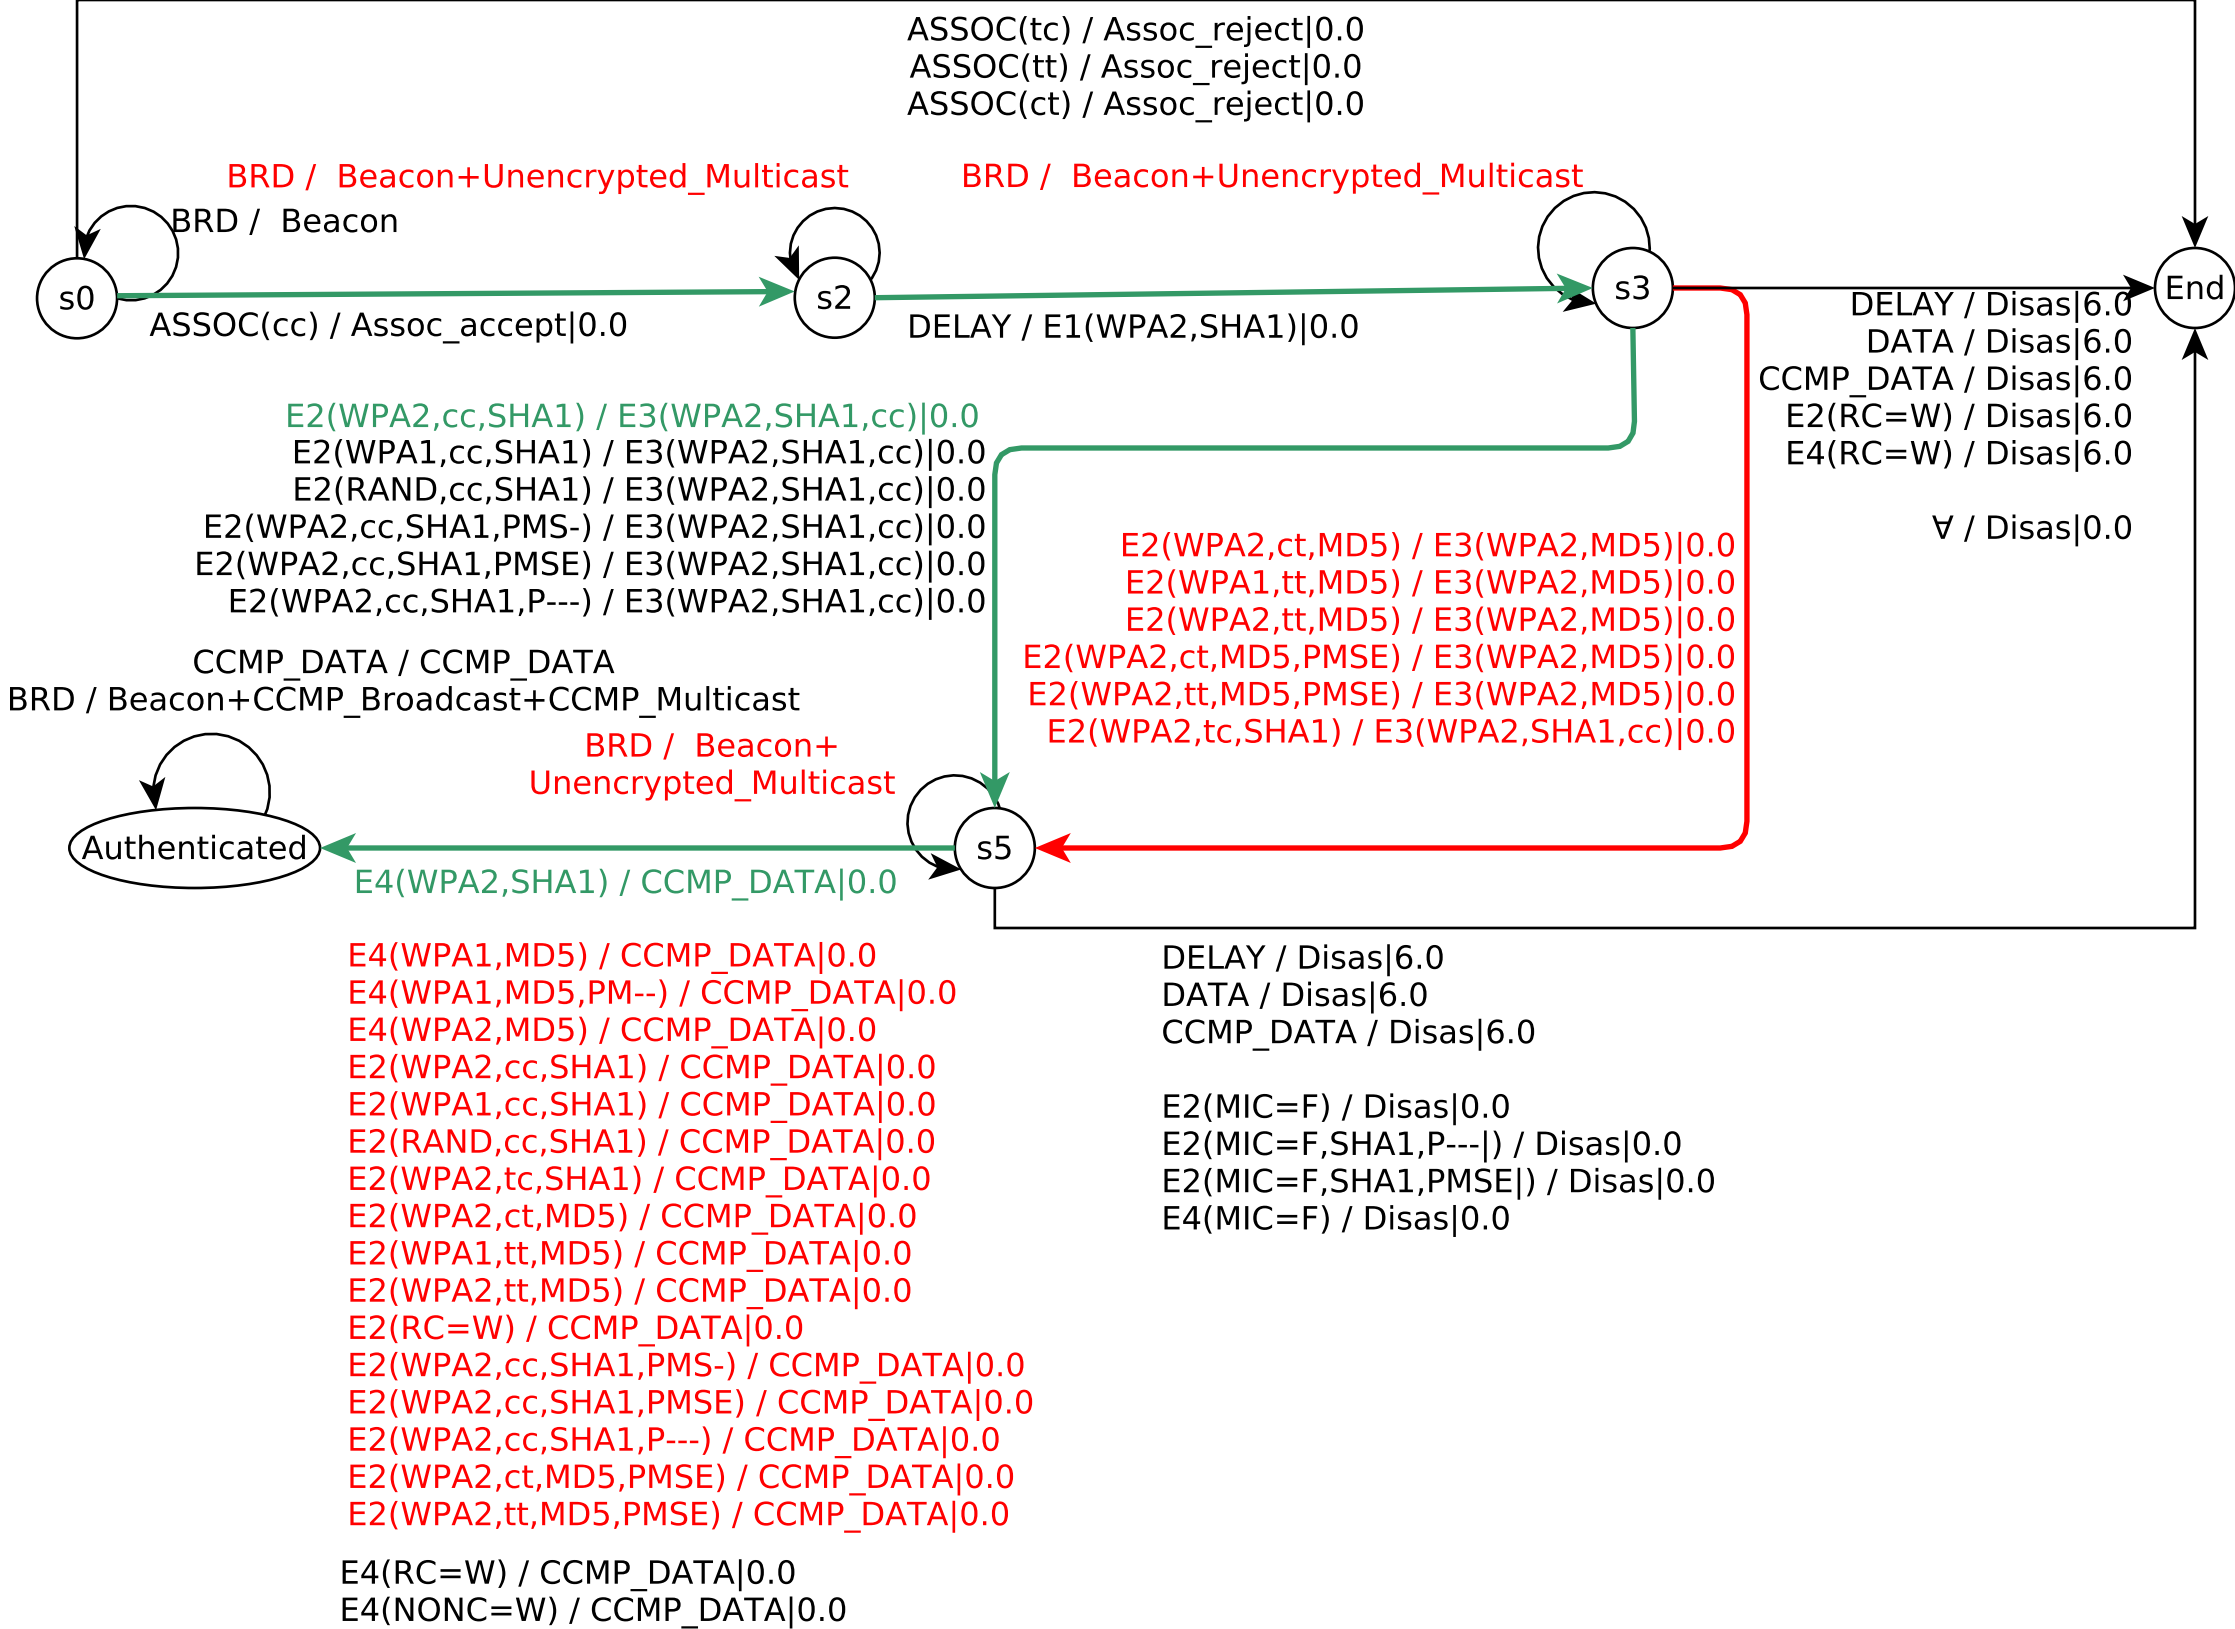 ASSOC(tc) / Assoc_reject|0.0
ASSOC(tt) / Assoc_reject|0.0
ASSOC(ct) / Assoc_reject|0.0
BRD /  Beacon+Unencrypted_Multicast
BRD /  Beacon+Unencrypted_Multicast
BRD /  Beacon
s0
s2
s3
End
ASSOC(cc) / Assoc_accept|0.0
DELAY / E1(WPA2,SHA1)|0.0
DELAY / Disas|6.0
DATA / Disas|6.0
CCMP_DATA / Disas|6.0
E2(RC=W) / Disas|6.0
E4(RC=W) / Disas|6.0
∀ / Disas|0.0
E2(WPA2,cc,SHA1) / E3(WPA2,SHA1,cc)|0.0
E2(WPA1,cc,SHA1) / E3(WPA2,SHA1,cc)|0.0
E2(RAND,cc,SHA1) / E3(WPA2,SHA1,cc)|0.0
E2(WPA2,cc,SHA1,PMS-) / E3(WPA2,SHA1,cc)|0.0
E2(WPA2,cc,SHA1,PMSE) / E3(WPA2,SHA1,cc)|0.0
E2(WPA2,cc,SHA1,P---) / E3(WPA2,SHA1,cc)|0.0
E2(WPA2,ct,MD5) / E3(WPA2,MD5)|0.0
E2(WPA1,tt,MD5) / E3(WPA2,MD5)|0.0
E2(WPA2,tt,MD5) / E3(WPA2,MD5)|0.0
E2(WPA2,ct,MD5,PMSE) / E3(WPA2,MD5)|0.0
E2(WPA2,tt,MD5,PMSE) / E3(WPA2,MD5)|0.0
E2(WPA2,tc,SHA1) / E3(WPA2,SHA1,cc)|0.0
CCMP_DATA / CCMP_DATA
BRD / Beacon+CCMP_Broadcast+CCMP_Multicast
BRD /  Beacon+
Unencrypted_Multicast
Authenticated
s5
E4(WPA2,SHA1) / CCMP_DATA|0.0
E4(WPA1,MD5) / CCMP_DATA|0.0
E4(WPA1,MD5,PM--) / CCMP_DATA|0.0
E4(WPA2,MD5) / CCMP_DATA|0.0
E2(WPA2,cc,SHA1) / CCMP_DATA|0.0
E2(WPA1,cc,SHA1) / CCMP_DATA|0.0
E2(RAND,cc,SHA1) / CCMP_DATA|0.0
E2(WPA2,tc,SHA1) / CCMP_DATA|0.0
E2(WPA2,ct,MD5) / CCMP_DATA|0.0
E2(WPA1,tt,MD5) / CCMP_DATA|0.0
E2(WPA2,tt,MD5) / CCMP_DATA|0.0
E2(RC=W) / CCMP_DATA|0.0
E2(WPA2,cc,SHA1,PMS-) / CCMP_DATA|0.0
E2(WPA2,cc,SHA1,PMSE) / CCMP_DATA|0.0
E2(WPA2,cc,SHA1,P---) / CCMP_DATA|0.0
E2(WPA2,ct,MD5,PMSE) / CCMP_DATA|0.0
E2(WPA2,tt,MD5,PMSE) / CCMP_DATA|0.0
E4(RC=W) / CCMP_DATA|0.0
E4(NONC=W) / CCMP_DATA|0.0
DELAY / Disas|6.0
DATA / Disas|6.0
CCMP_DATA / Disas|6.0
E2(MIC=F) / Disas|0.0
E2(MIC=F,SHA1,P---|) / Disas|0.0
E2(MIC=F,SHA1,PMSE|) / Disas|0.0
E4(MIC=F) / Disas|0.0